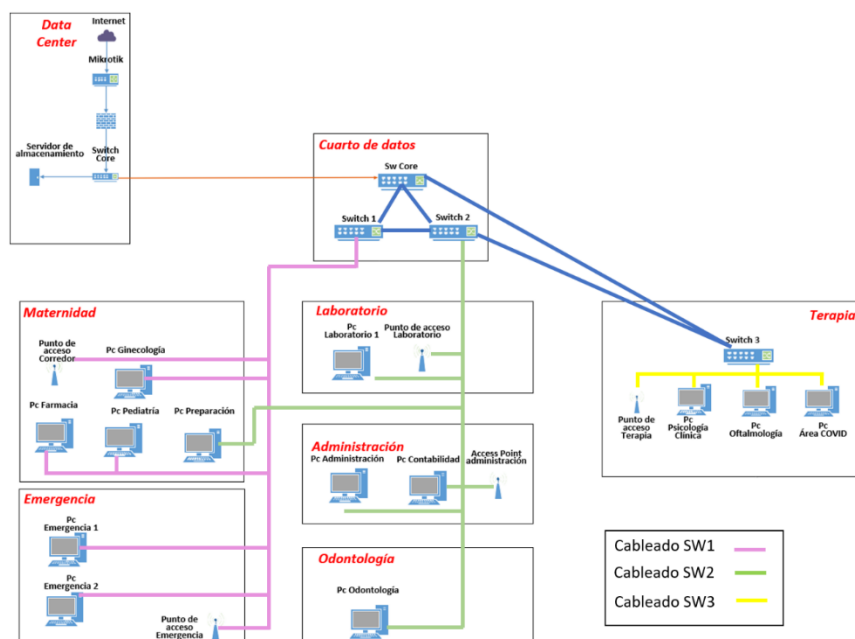 Data
Center
Internet
Mikrotik
Servidor de
almacenamiento
Switch
Core
Cuarto de datos
Sw Core
Switch 1
Switch 2
Maternidad
Punto de
acceso
Corredor
Pc Ginecología
Pc Farmacia
Pc Pediatría
Pc Preparación
Laboratorio
Pc
Laboratorio 1
Punto de acceso
Laboratorio
Terapia
Switch 3
Punto de
acceso
Terapia
Pc
Psicología
Clínica
Pc
Oftalmología
Pc
Área COVID
Administración
Pc Administración
Pc Contabilidad
Access Point
administración
Emergencia
Pc
Emergencia 1
Pc
Emergencia 2
Punto de
acceso
Emergencia
Odontología
Pc Odontología
Cableado SW1
Cableado SW2
Cableado SW3